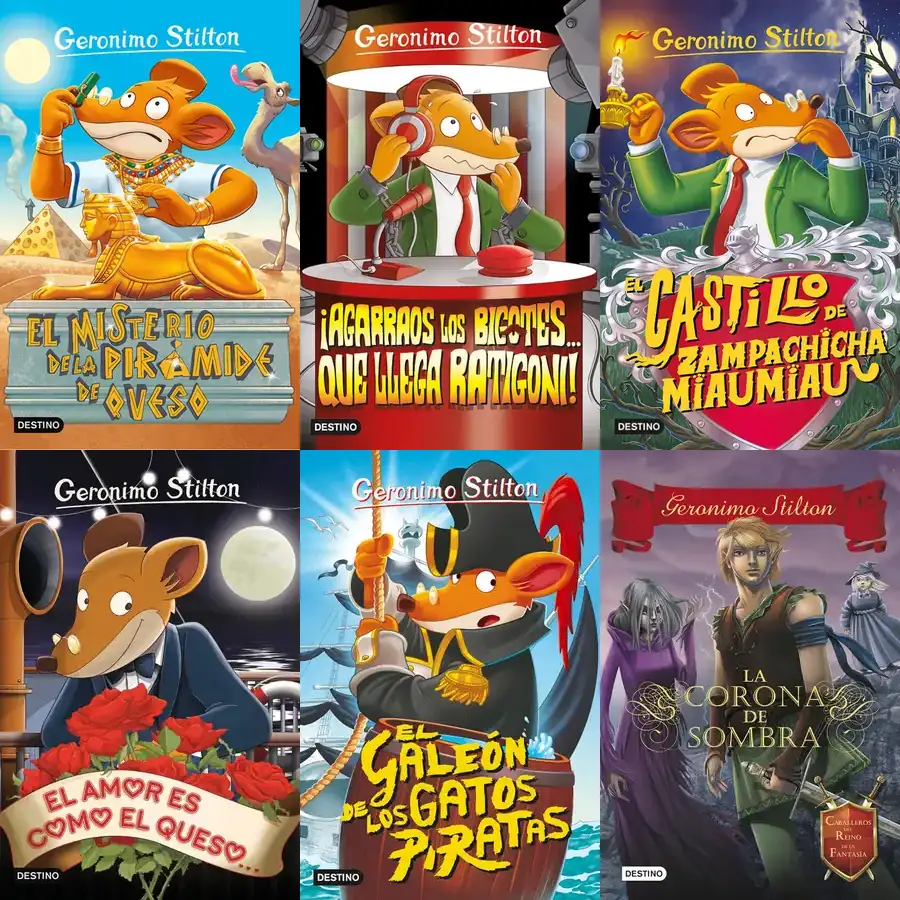 Geronimo Stilton
EL MISTERIO
DE LA PIRÁMIDE
DE QUESO
DESTINO
Geronimo Stilton
¡AGARRAOS LOS BIGOTES...
QUE LLEGA RATIGONI!
DESTINO
Geronimo Stilton
EL
CASTILLO
DE
ZAMPACHICHA
MIAUMIAU
DESTINO
Geronimo Stilton
EL AMOR ES
COMO EL QUESO...
DESTINO
Geronimo Stilton
EL
GALEÓN
DE LOS GATOS
PIRATAS
DESTINO
Geronimo Stilton
LA
CORONA
DE
SOMBRA
CABALLEROS
DEL REINO
DE LA
FANTASÍA
DESTINO